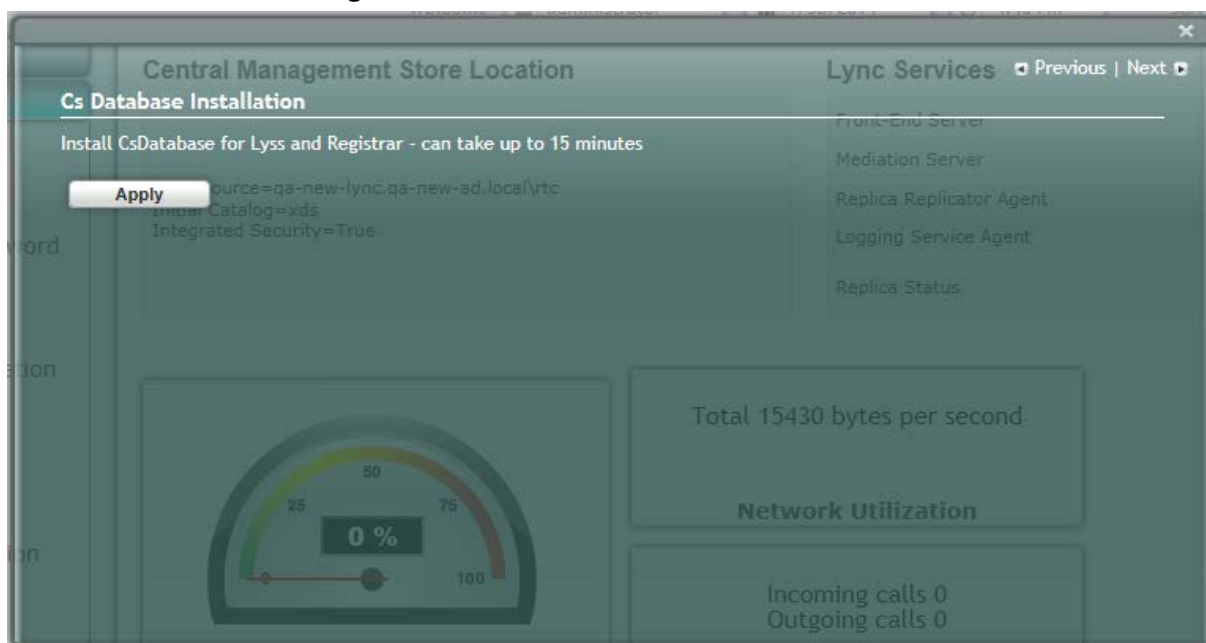 Central Management Store Location
Lync Services
Previous | Next
Cs Database Installation
Front-End Server
Install CsDatabase for Lyss and Registrar - can take up to 15 minutes
Mediation Server
Apply
ource=qa-new-lync.qa-new-ad.local\rtc
Initial Catalog=xds
Integrated Security=True
Replica Replicator Agent
word
Logging Service Agent
Replica Status
ation
Total 15430 bytes per second
Network Utilization
0
25
50
75
100
0 %
Incoming calls 0
Outgoing calls 0